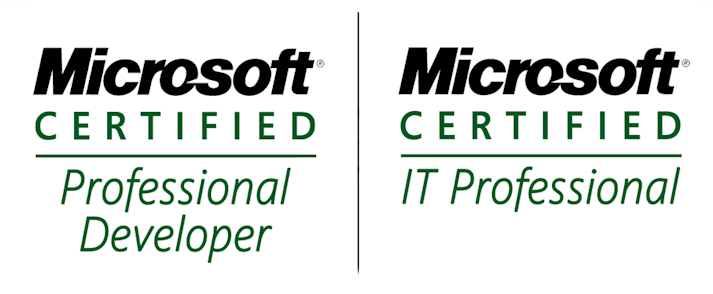 Microsoft®
CERTIFIED
Professional
Developer
Microsoft®
CERTIFIED
IT Professional